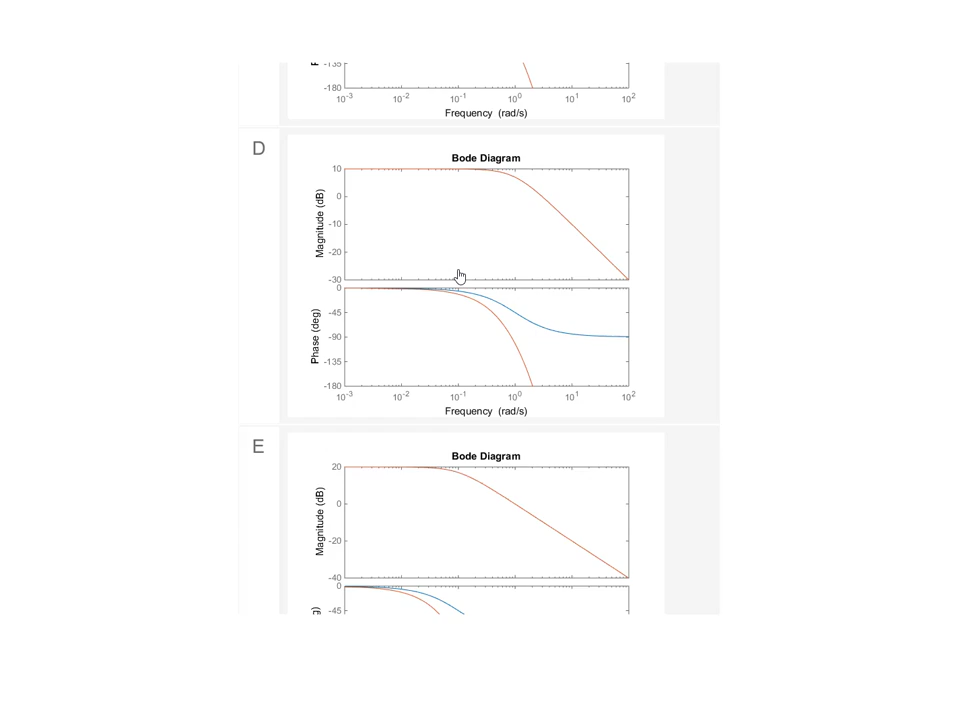 -135
-180
10^-3 10^-2 10^-1 10^0 10^1 10^2
Frequency (rad/s)
D
Bode Diagram
10
0
-10
-20
-30
Magnitude (dB)
0
-45
-90
-135
-180
Phase (deg)
10^-3 10^-2 10^-1 10^0 10^1 10^2
Frequency (rad/s)
E
Bode Diagram
20
0
-20
-40
Magnitude (dB)
0
-45
g)